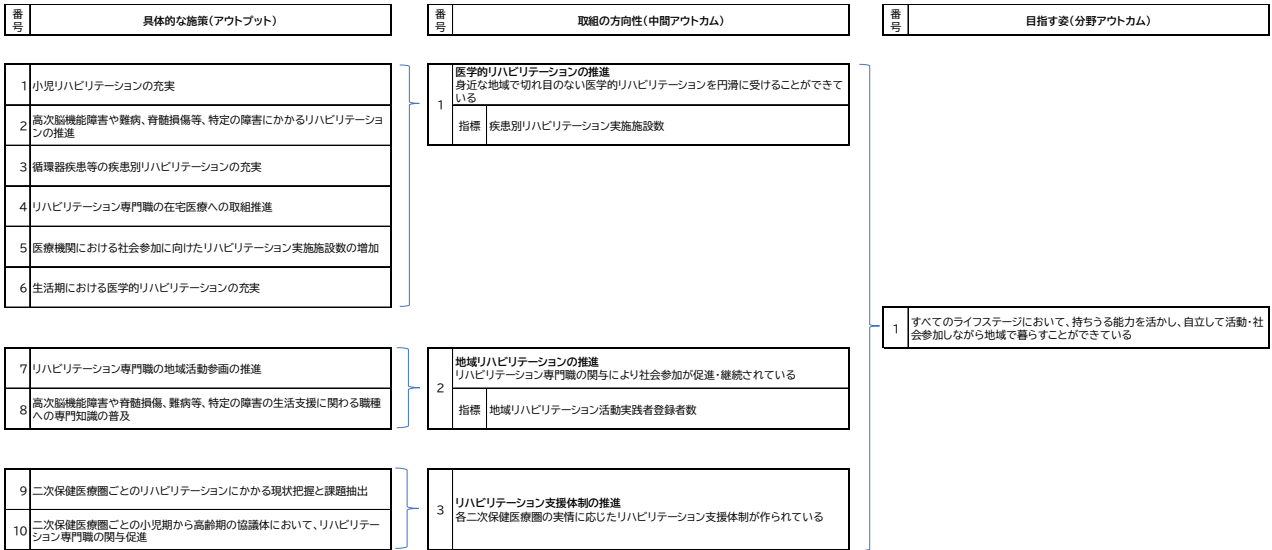 番号
具体的な施策(アウトプット)
番号
取組の方向性(中間アウトカム)
番号
目指す姿(分野アウトカム)
1 小児リハビリテーションの充実
2 高次脳機能障害や難病、脊髄損傷等、特定の障害にかかるリハビリテーショ
ンの推進
3 循環器疾患等の疾患別リハビリテーションの充実
4 リハビリテーション専門職の在宅医療への取組推進
5 医療機関における社会参加に向けたリハビリテーション実施施設数の増加
6 生活期における医学的リハビリテーションの充実
1
医学的リハビリテーションの推進
身近な地域で切れ目のない医学的リハビリテーションを円滑に受けることができて
いる
指標 疾患別リハビリテーション実施施設数
7 リハビリテーション専門職の地域活動参画の推進
8 高次脳機能障害や脊髄損傷、難病等、特定の障害の生活支援に関わる職種
への専門知識の普及
2
地域リハビリテーションの推進
リハビリテーション専門職の関与により社会参加が促進・継続されている
指標 地域リハビリテーション活動実践者登録者数
9 二次保健医療圏ごとのリハビリテーションにかかる現状把握と課題抽出
10 二次保健医療圏ごとの小児期から高齢期の協議体において、リハビリテー
ション専門職の関与促進
3
リハビリテーション支援体制の推進
各二次保健医療圏の実情に応じたリハビリテーション支援体制が作られている
1 すべてのライフステージにおいて、持ちうる能力を活かし、自立して活動・社
会参加しながら地域で暮らすことができている